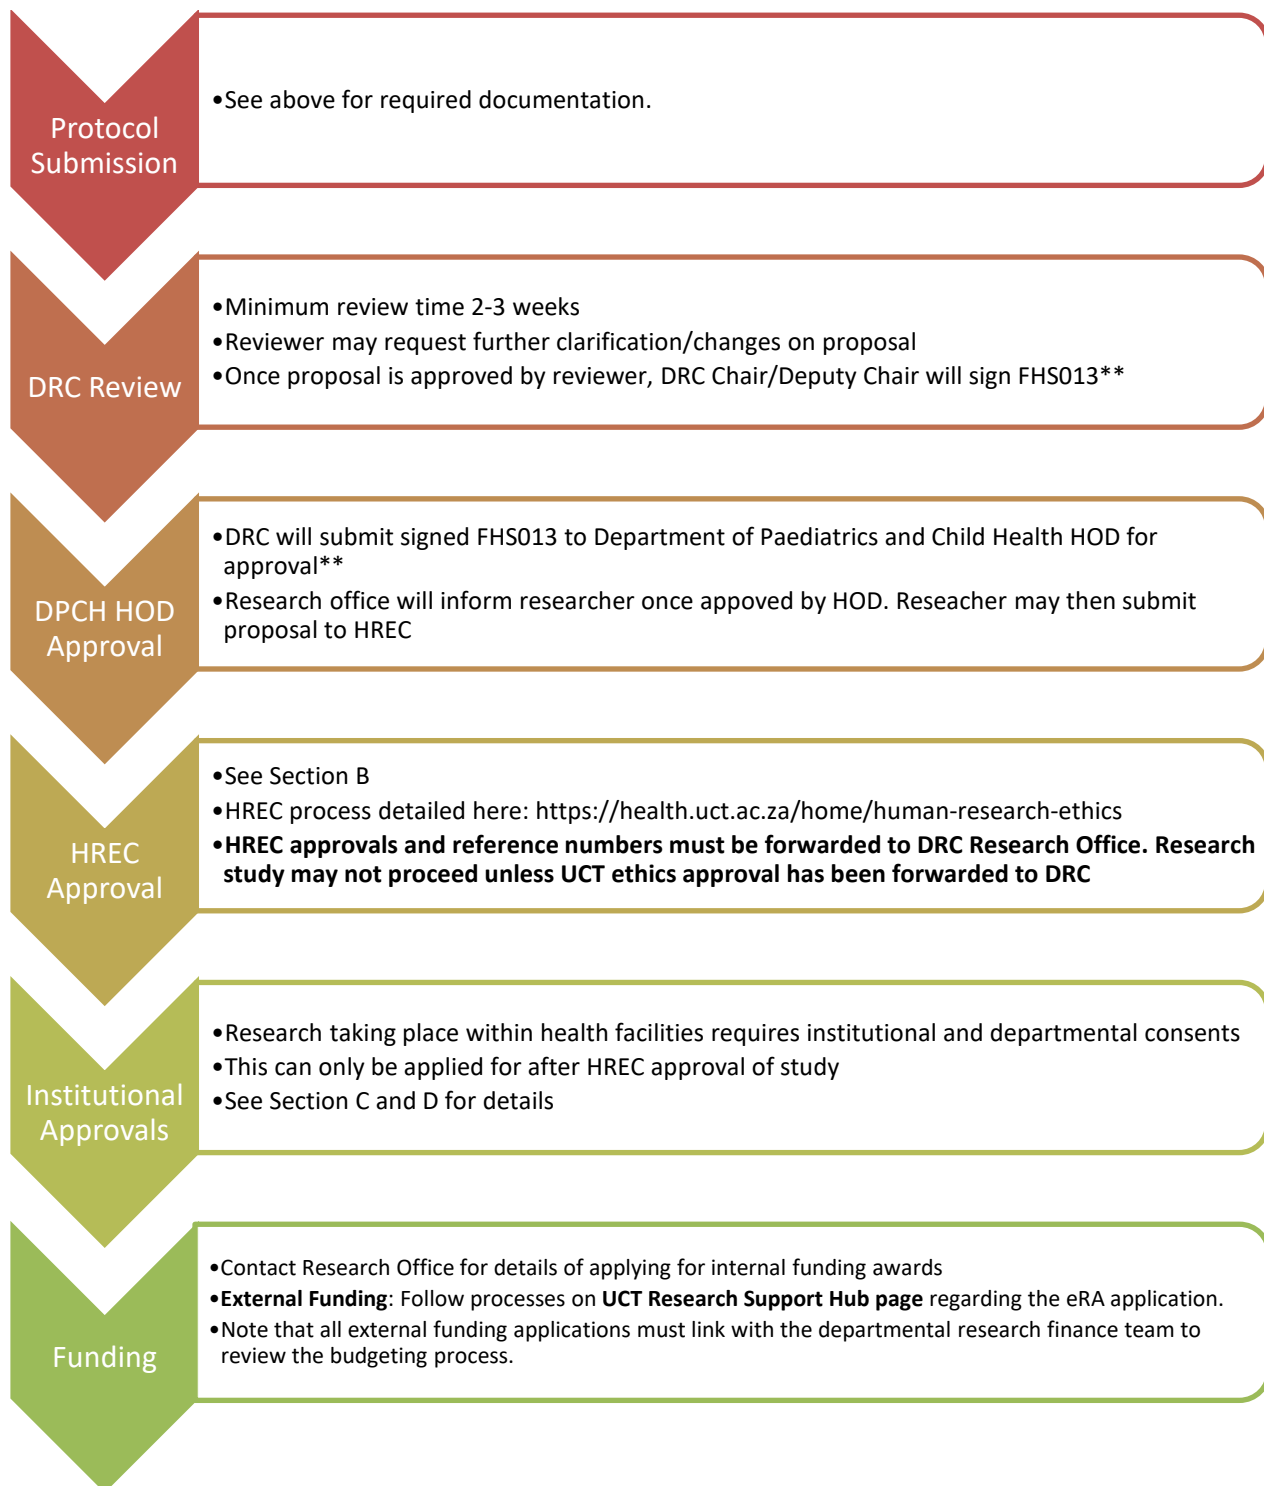 Protocol
Submission
•See above for required documentation.
DRC Review
•Minimum review time 2-3 weeks
•Reviewer may request further clarification/changes on proposal
•Once proposal is approved by reviewer, DRC Chair/Deputy Chair will sign FHS013**
DPCH HOD
Approval
•DRC will submit signed FHS013 to Department of Paediatrics and Child Health HOD for
approval**
•Research office will inform researcher once appoved by HOD. Reseacher may then submit
proposal to HREC
HREC
Approval
•See Section B
•HREC process detailed here: https://health.uct.ac.za/home/human-research-ethics
•HREC approvals and reference numbers must be forwarded to DRC Research Office. Research
study may not proceed unless UCT ethics approval has been forwarded to DRC
Institutional
Approvals
•Research taking place within health facilities requires institutional and departmental consents
•This can only be applied for after HREC approval of study
•See Section C and D for details
Funding
•Contact Research Office for details of applying for internal funding awards
•External Funding: Follow processes on UCT Research Support Hub page regarding the eRA application.
•Note that all external funding applications must link with the departmental research finance team to
review the budgeting process.